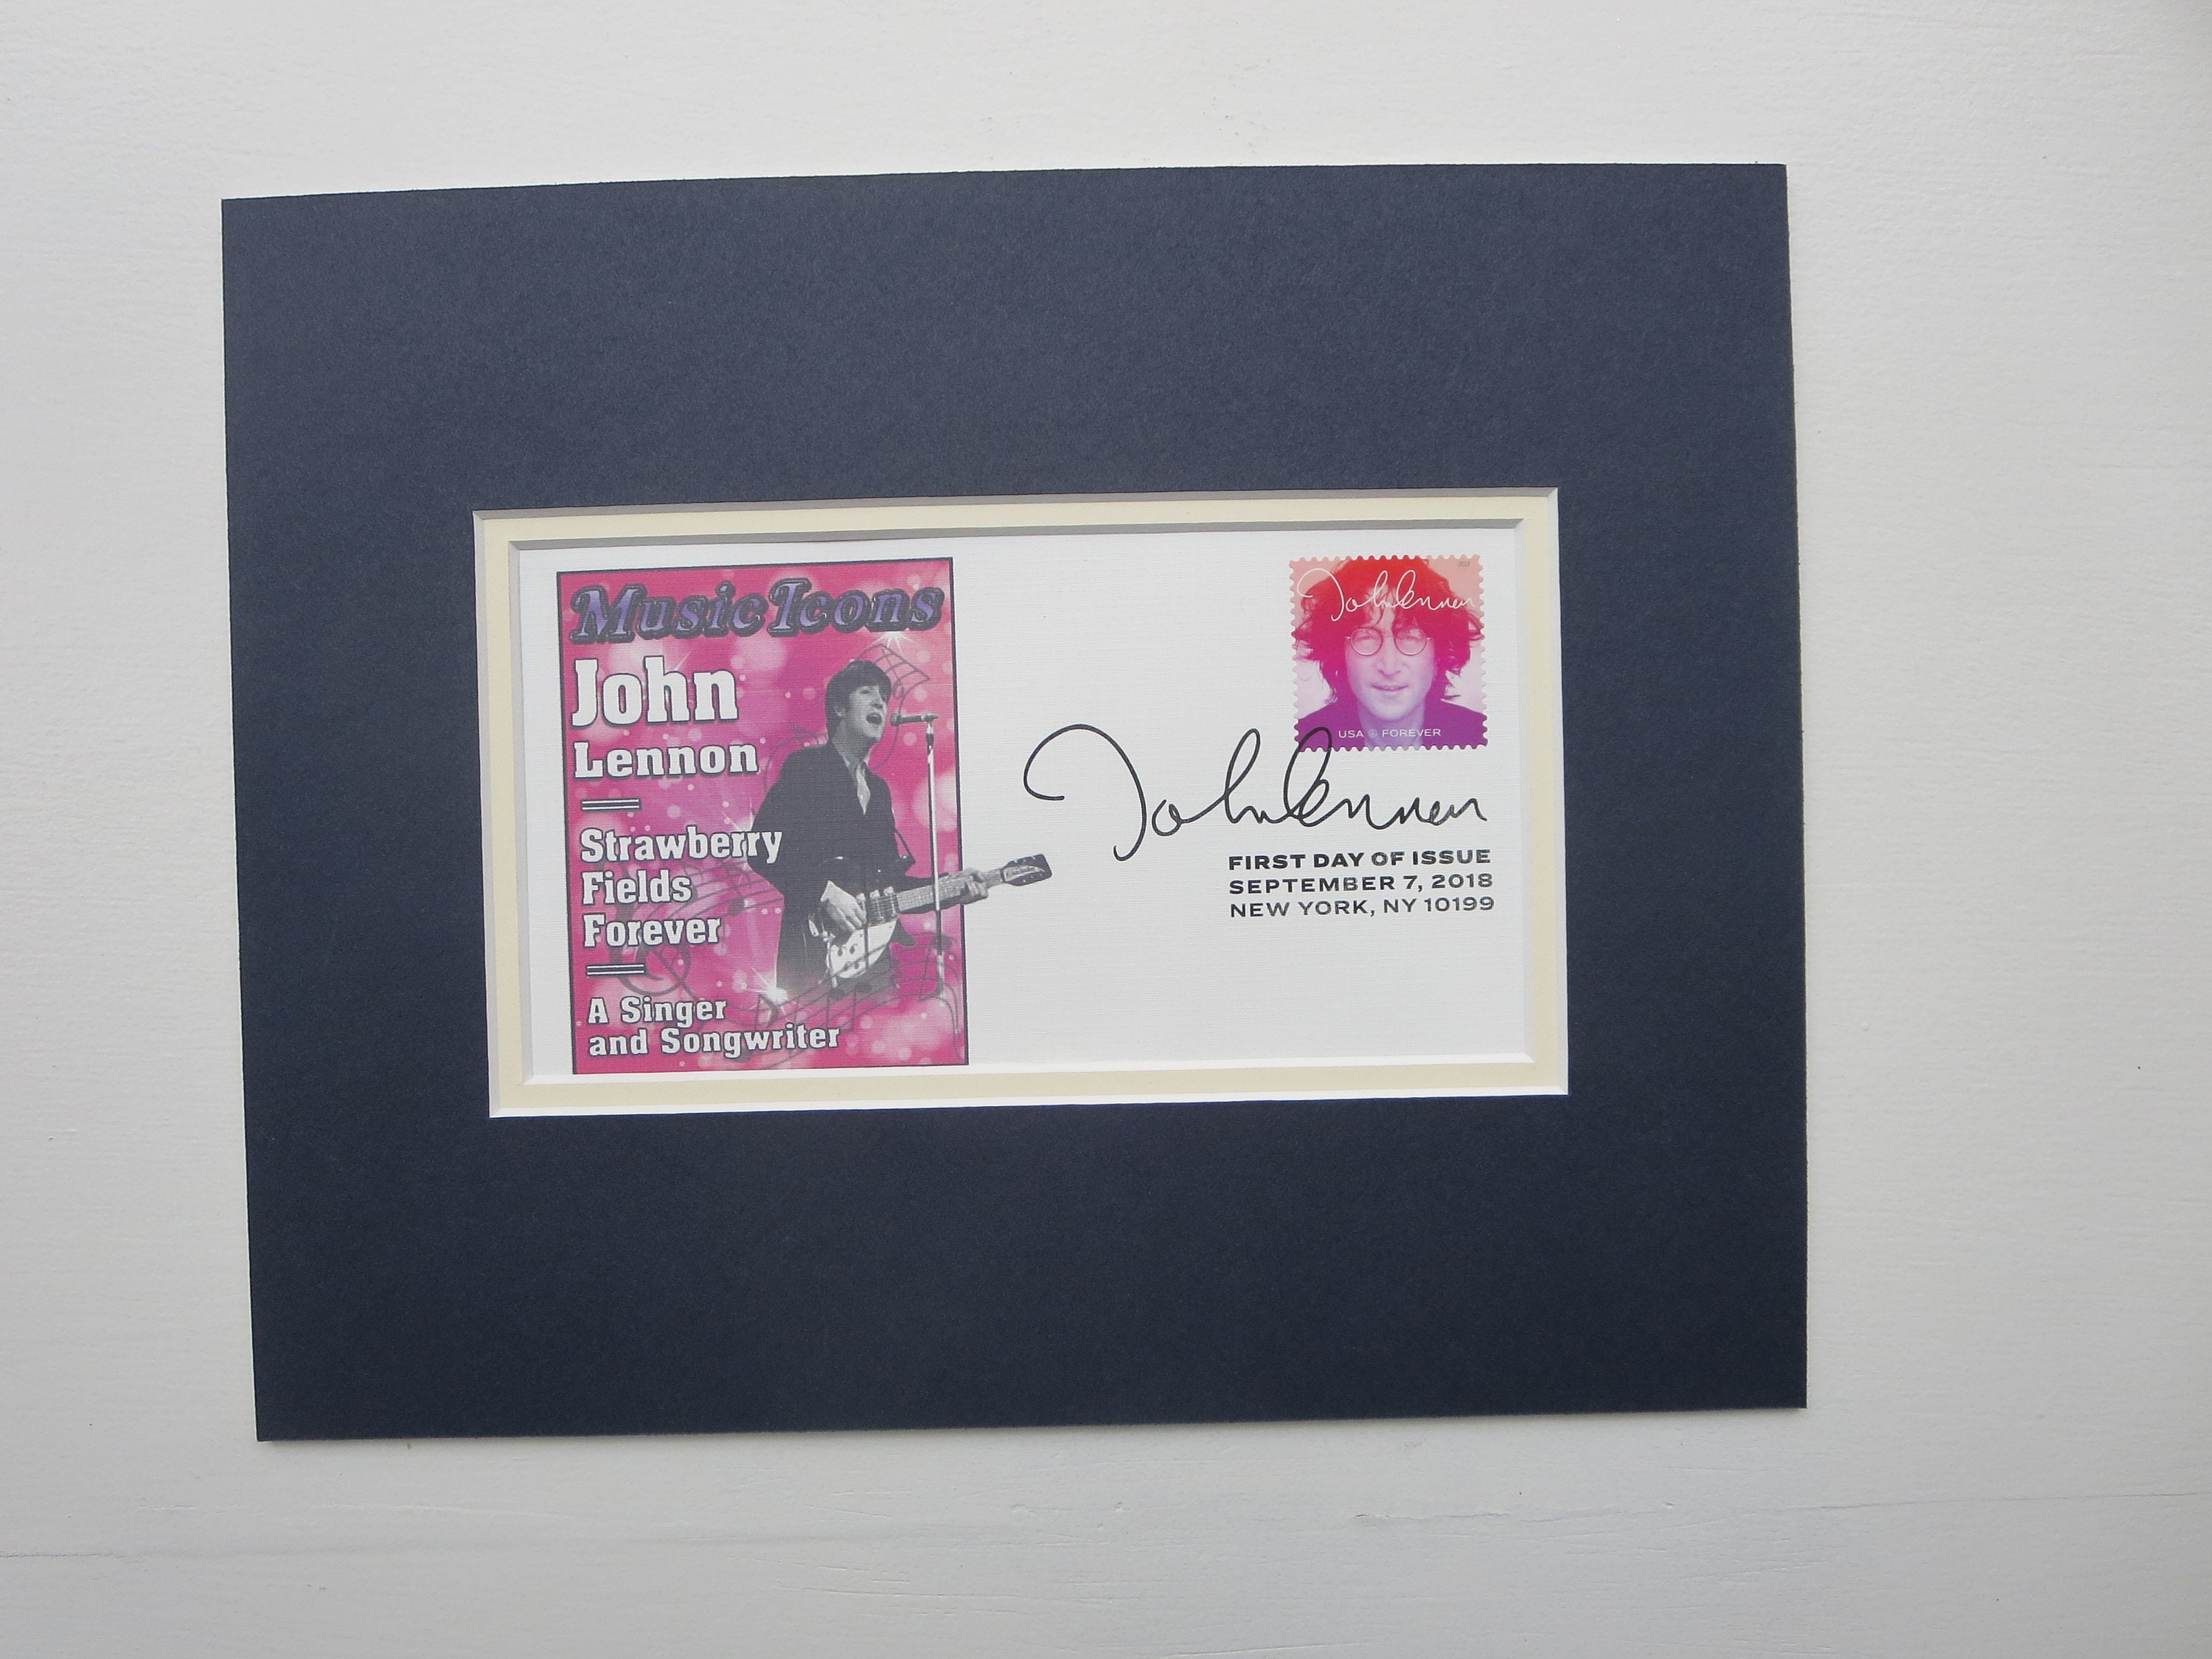 Music Icons
John
Lennon
Strawberry
Fields
Forever
A Singer
and Songwriter
John Lennon
USA FOREVER
John Lennon
FIRST DAY OF ISSUE
SEPTEMBER 7, 2018
NEW YORK, NY 10199